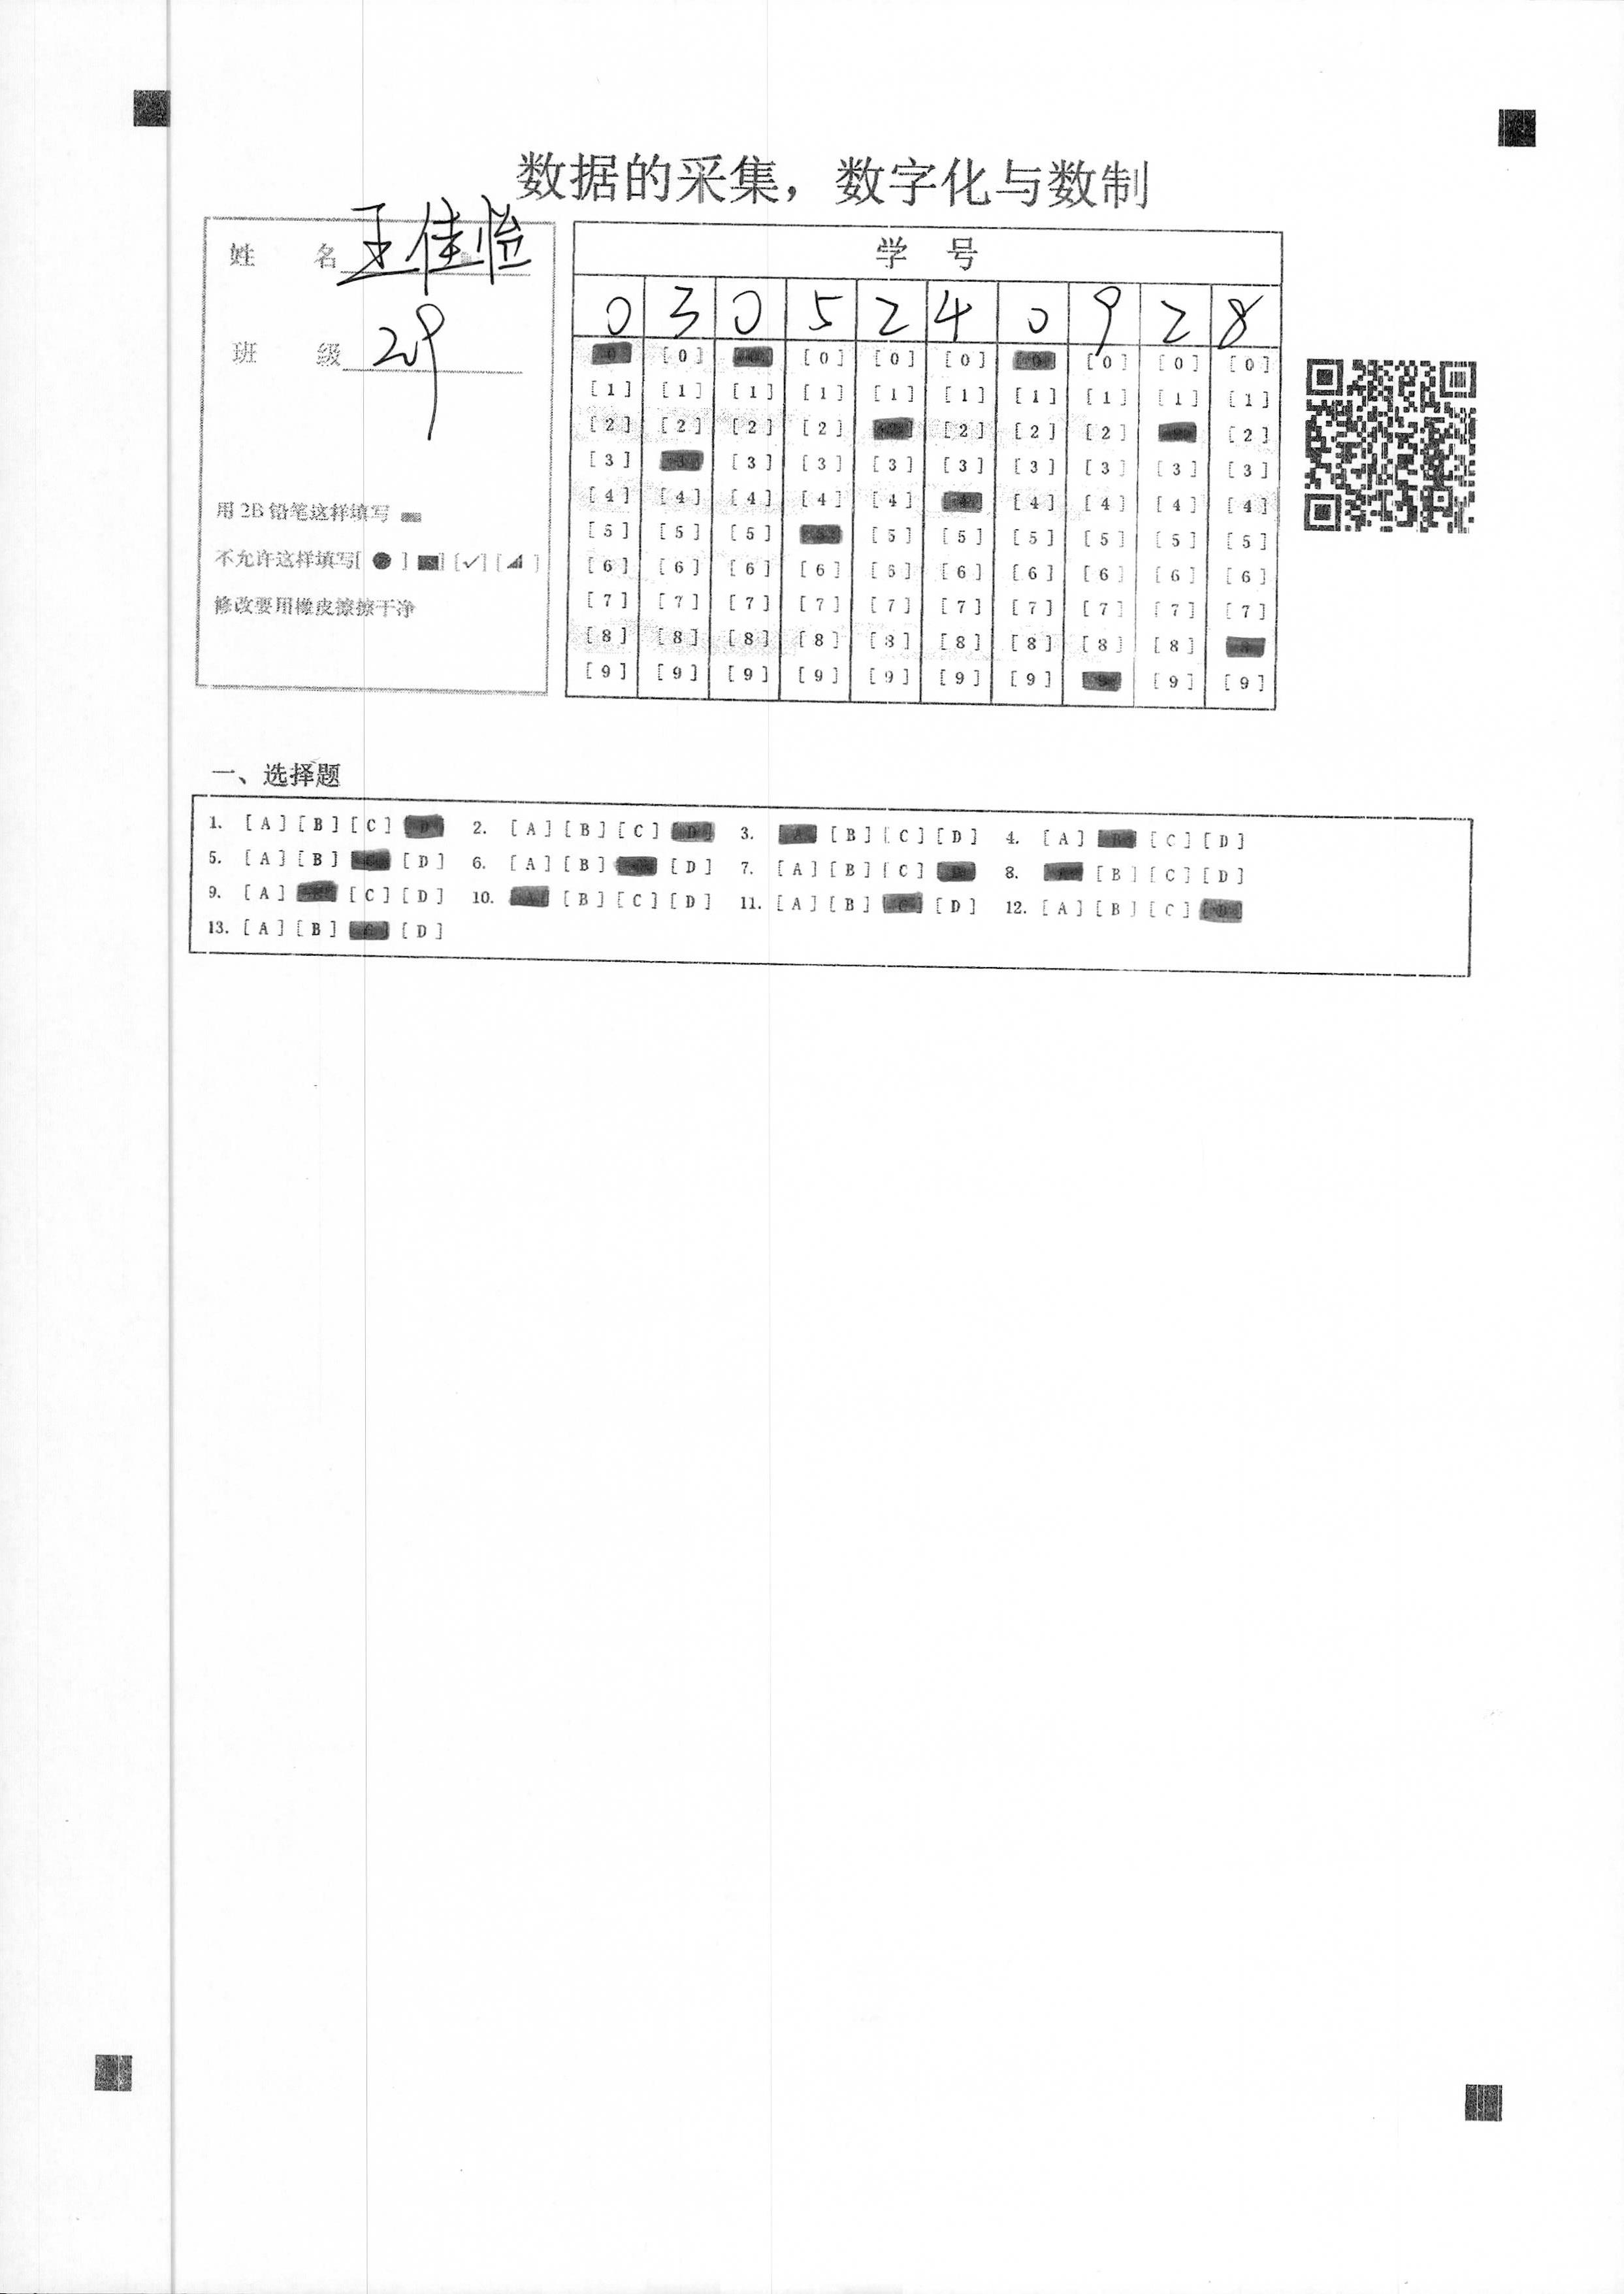 数据的采集，数字化与数制
姓 名 王佳怡
班 级 209
用 2B 铅笔这样填写
不允许这样填写[ ● ] [■] [✓] [◢ ]
修改要用橡皮擦擦干净
学 号
0 3 0 5 2 4 0 9 2 8
[0] [0] [0] [0] [0] [0] [0] [0] [0] [0]
[1] [1] [1] [1] [1] [1] [1] [1] [1] [1]
[2] [2] [2] [2] [2] [2] [2] [2] [2] [2]
[3] [3] [3] [3] [3] [3] [3] [3] [3] [3]
[4] [4] [4] [4] [4] [4] [4] [4] [4] [4]
[5] [5] [5] [5] [5] [5] [5] [5] [5] [5]
[6] [6] [6] [6] [6] [6] [6] [6] [6] [6]
[7] [7] [7] [7] [7] [7] [7] [7] [7] [7]
[8] [8] [8] [8] [8] [8] [8] [8] [8] [8]
[9] [9] [9] [9] [9] [9] [9] [9] [9] [9]
一、选择题
1. [A] [B] [C] [D] 2. [A] [B] [C] [D] 3. [A] [B] [C] [D] 4. [A] [B] [C] [D]
5. [A] [B] [C] [D] 6. [A] [B] [C] [D] 7. [A] [B] [C] [D] 8. [A] [B] [C] [D]
9. [A] [B] [C] [D] 10. [A] [B] [C] [D] 11. [A] [B] [C] [D] 12. [A] [B] [C] [D]
13. [A] [B] [C] [D]